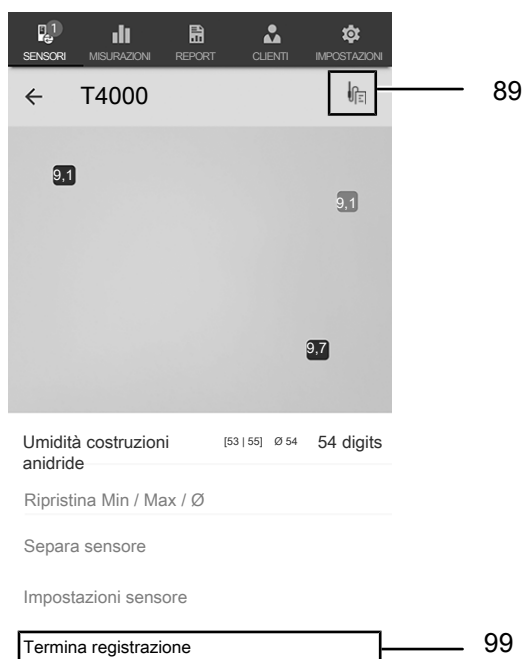 1
SENSORI MISURAZIONI REPORT CLIENTI IMPOSTAZIONI
T4000
89
9,1
9,1
9,7
Umidità costruzioni [53 | 55] Ø 54 54 digits
anidride
Ripristina Min / Max / Ø
Separa sensore
Impostazioni sensore
Termina registrazione
99